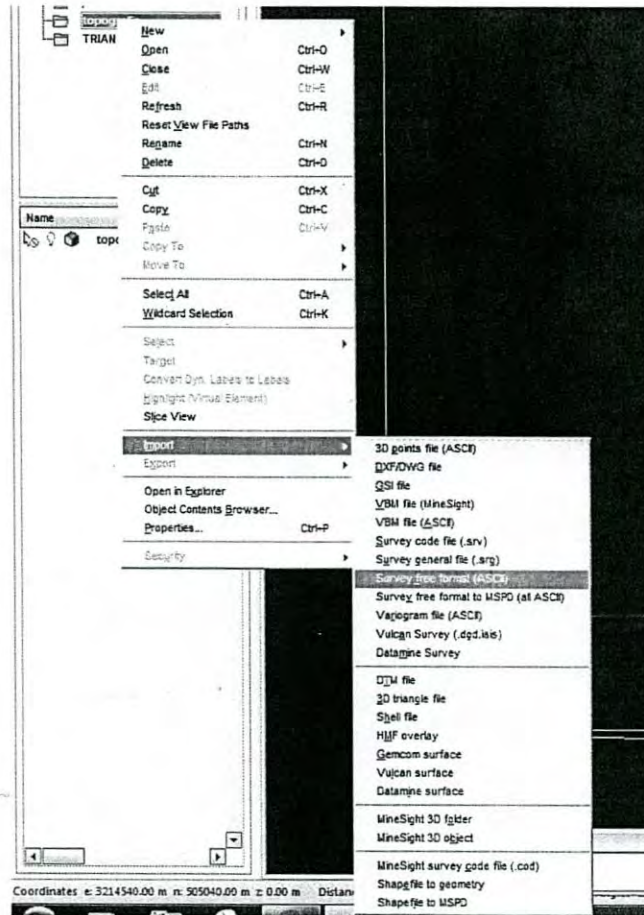 TRIAN
New
Open Ctrl+O
Close Ctrl+W
Edit Ctrl+E
Refresh Ctrl+R
Reset View File Paths
Rename Ctrl+N
Delete Ctrl+D
Cut Ctrl+X
Copy Ctrl+C
Paste Ctrl+V
Copy To
Move To
Select All Ctrl+A
Wildcard Selection Ctrl+K
Select
Target
Convert Dyn. Labels to Labels
Highlight (Virtual Element)
Slice View
Import
Export
Open in Explorer
Object Contents Browser...
Properties... Ctrl+P
Security
Name
topo
3D points file (ASCII)
DXF/DWG file
GSI file
VBM file (MineSight)
VBM file (ASCII)
Survey code file (.srv)
Survey general file (.srg)
Survey free format (ASCII)
Survey free format to MSPD (all ASCII)
Variogram file (ASCII)
Vulcan Survey (.dgd.isis)
Datamine Survey
DTM file
3D triangle file
Shell file
HMF overlay
Gemcom surface
Vulcan surface
Datamine surface
MineSight 3D folder
MineSight 3D object
MineSight survey code file (.cod)
Shapefile to geometry
Shapefile to MSPD
Coordinates e: 3214540.00 m n: 505040.00 m z: 0.00 m Distan